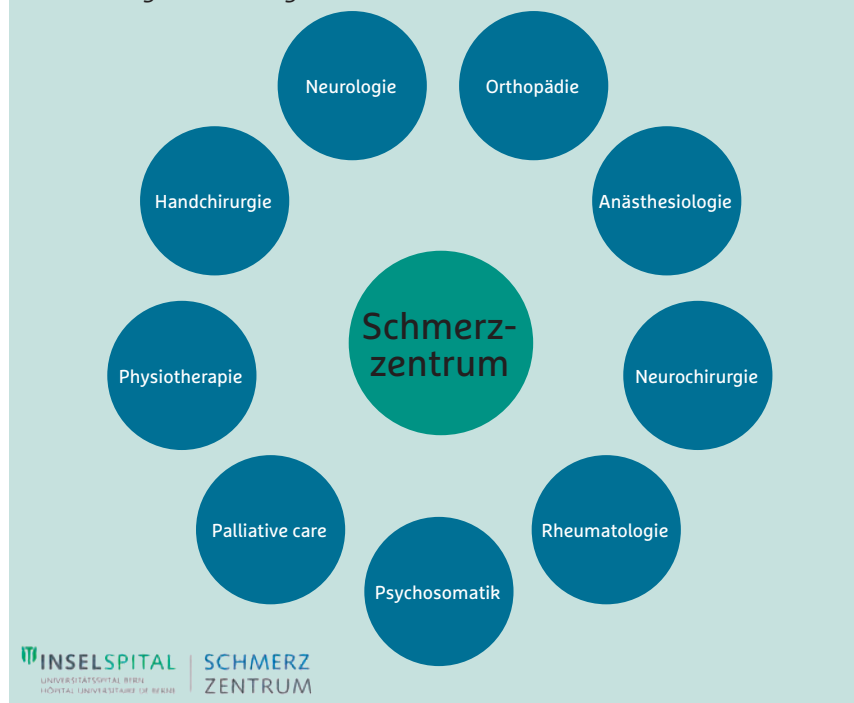 Neurologie
Orthopädie
Handchirurgie
Anästhesiologie
Schmerz-
zentrum
Physiotherapie
Neurochirurgie
Palliative care
Rheumatologie
Psychosomatik
INSELSPITAL
UNIVERSITÄTSSPITAL BERN
HÔPITAL UNIVERSITAIRE DE BERNE
SCHMERZ
ZENTRUM